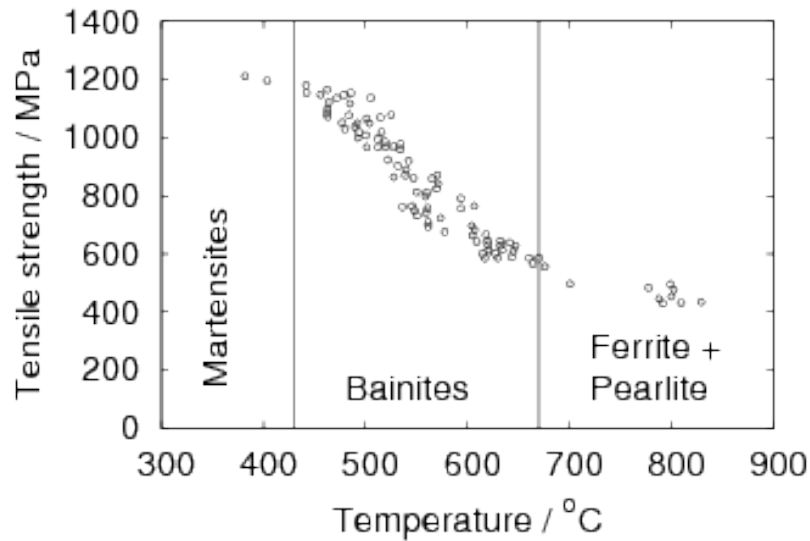 Tensile strength / MPa
1400
1200
1000
800
600
400
200
0
Martensites
Bainites
Ferrite +
Pearlite
300 400 500 600 700 800 900
Temperature / °C